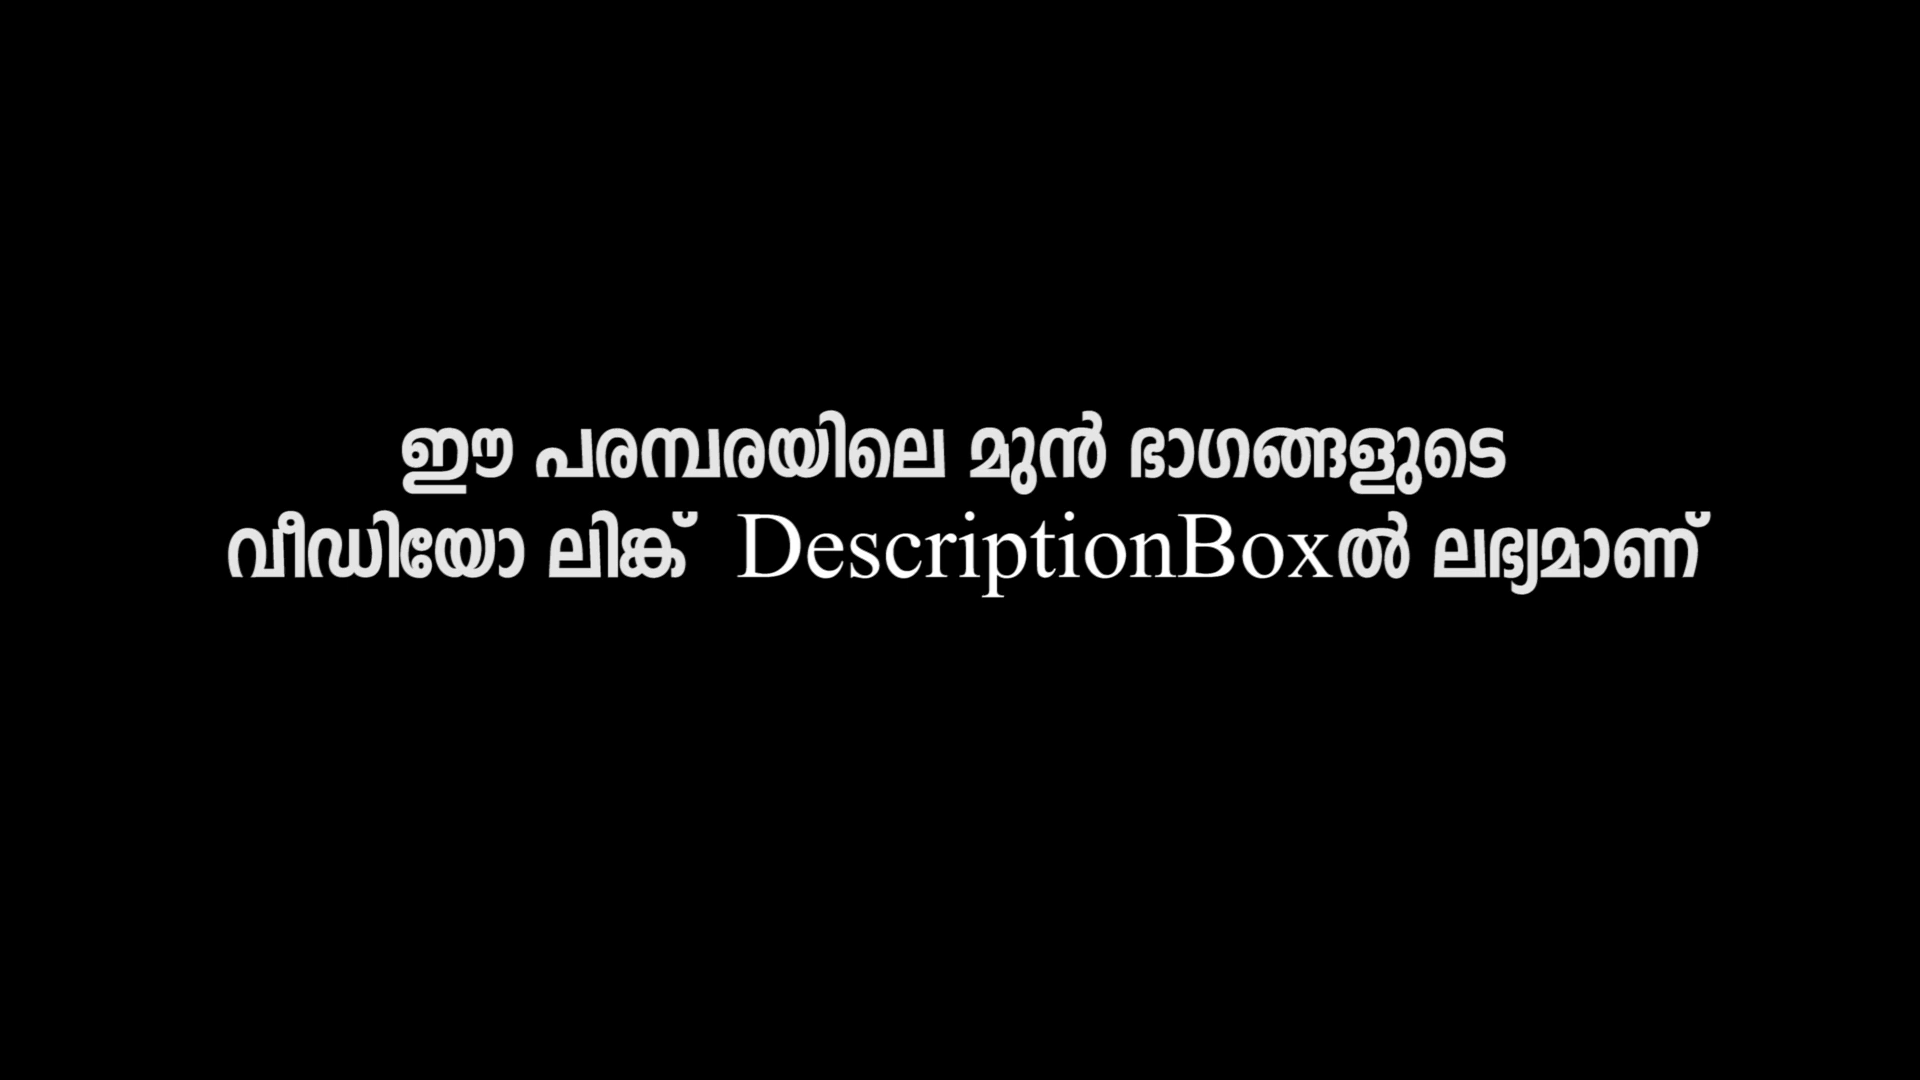 ഈ പരമ്പരയിലെ മുൻ ഭാഗങ്ങളുടെ
വീഡിയോ ലിങ്ക് DescriptionBoxൽ ലഭ്യമാണ്